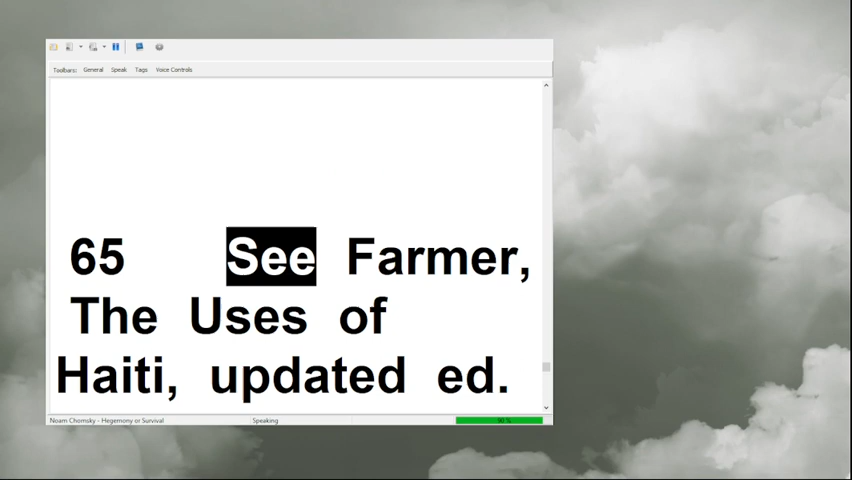 Toolbars: General Speak Tags Voice Controls
65 See Farmer,
The Uses of
Haiti, updated ed.
Noam Chomsky - Hegemony or Survival Speaking 90 %